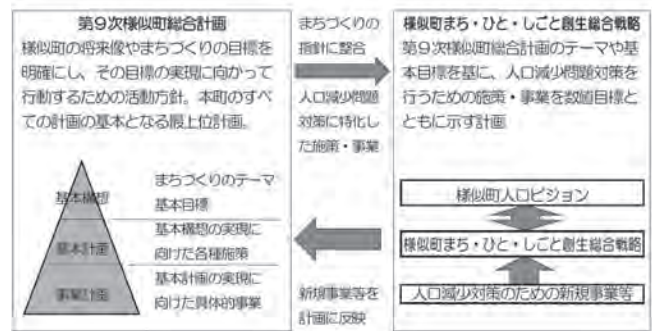 第９次様似町総合計画
様似町の将来像やまちづくりの目標を
明確にし、その目標の実現に向かって
行動するための活動方針。本町のすべ
ての計画の基本となる最上位計画。
基本構想
基本計画
事業計画
まちづくりのテーマ
基本目標
基本構想の実現に
向けた各種施策
基本計画の実現に
向けた具体的事業
まちづくりの
指針に整合
人口減少問題
対策に特化し
た施策・事業
新規事業等を
計画に反映
様似町まち・ひと・しごと創生総合戦略
第９次様似町総合計画のテーマや基
本目標を基に、人口減少問題対策を
行うための施策・事業を数値目標と
ともに示す計画
様似町人口ビジョン
様似町まち・ひと・しごと創生総合戦略
人口減少対策のための新規事業等